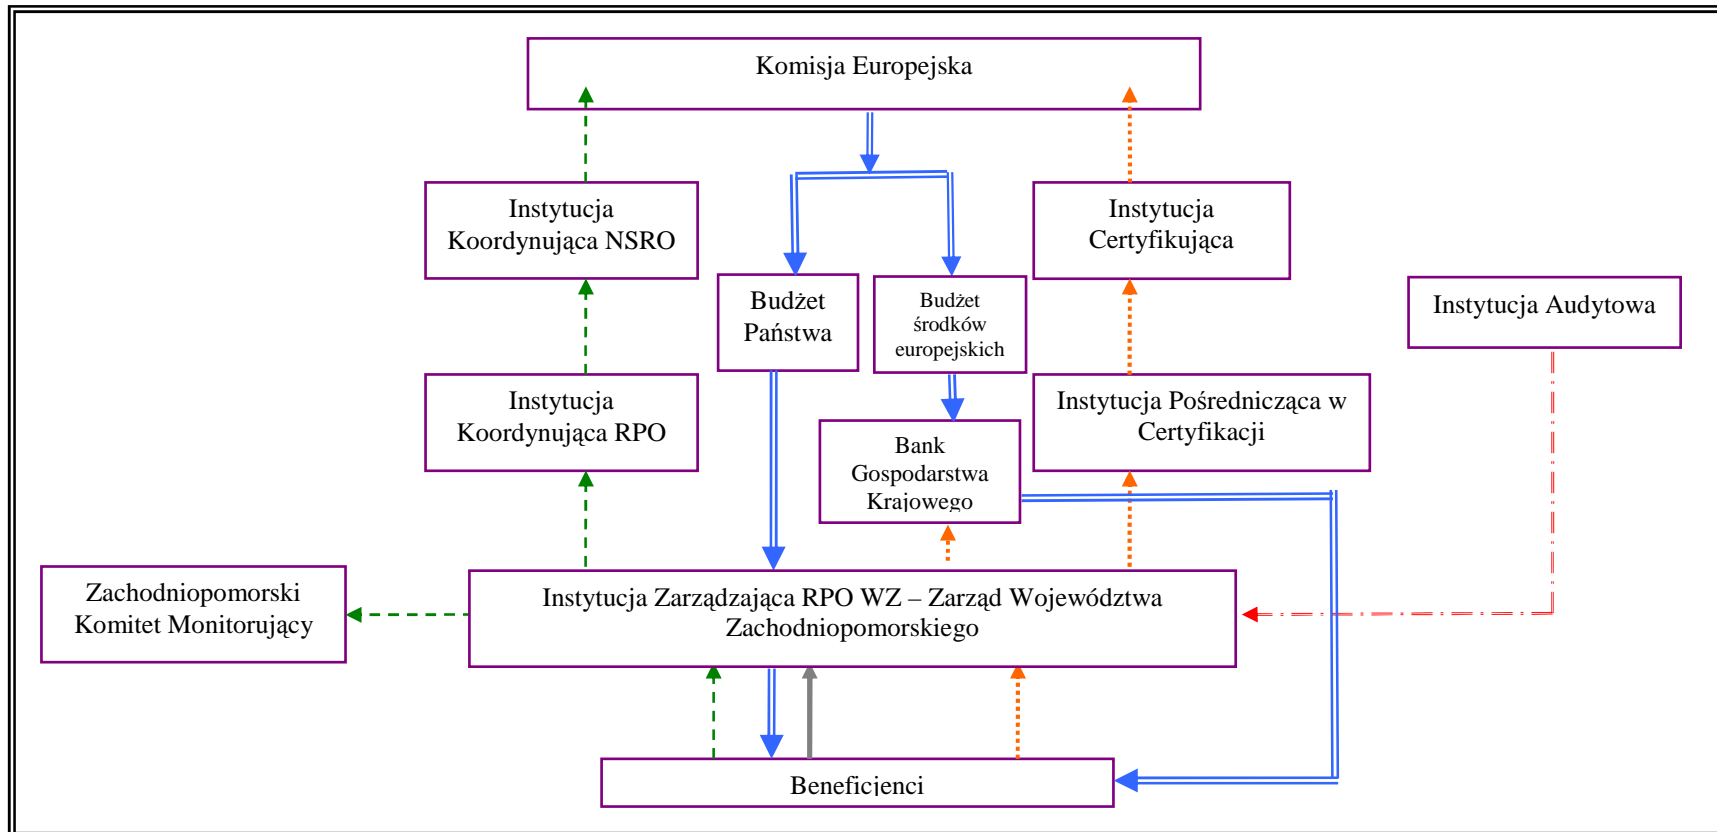 Komisja Europejska
Instytucja
Koordynująca NSRO
Instytucja
Certyfikująca
Budżet
Państwa
Budżet
środków
europejskich
Instytucja Audytowa
Instytucja
Koordynująca RPO
Instytucja Pośrednicząca w
Certyfikacji
Bank
Gospodarstwa
Krajowego
Zachodniopomorski
Komitet Monitorujący
Instytucja Zarządzająca RPO WZ – Zarząd Województwa
Zachodniopomorskiego
Beneficjenci